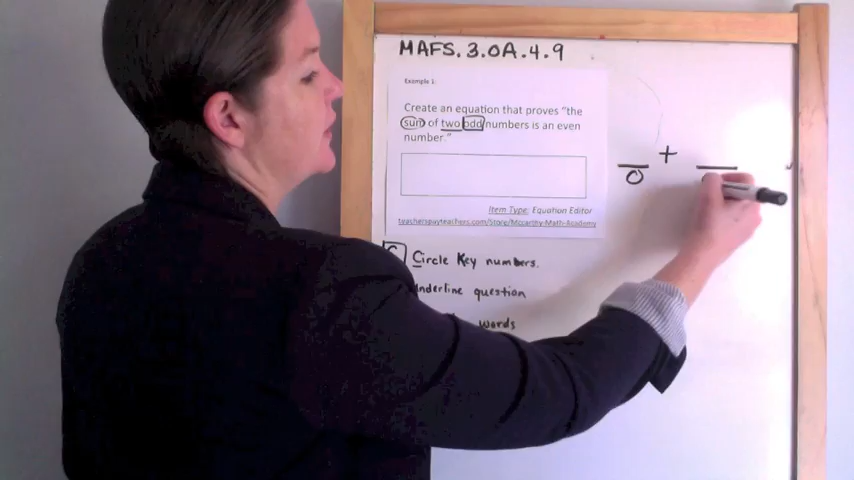 MAFS.3.OA.4.9
Example 1:
Create an equation that proves "the
sum of two odd numbers is an even
number."
Item Type: Equation Editor
teacherspayteachers.com/Store/Mccarthy-Math-Academy
+
O
C Circle Key numbers.
nderline question
words